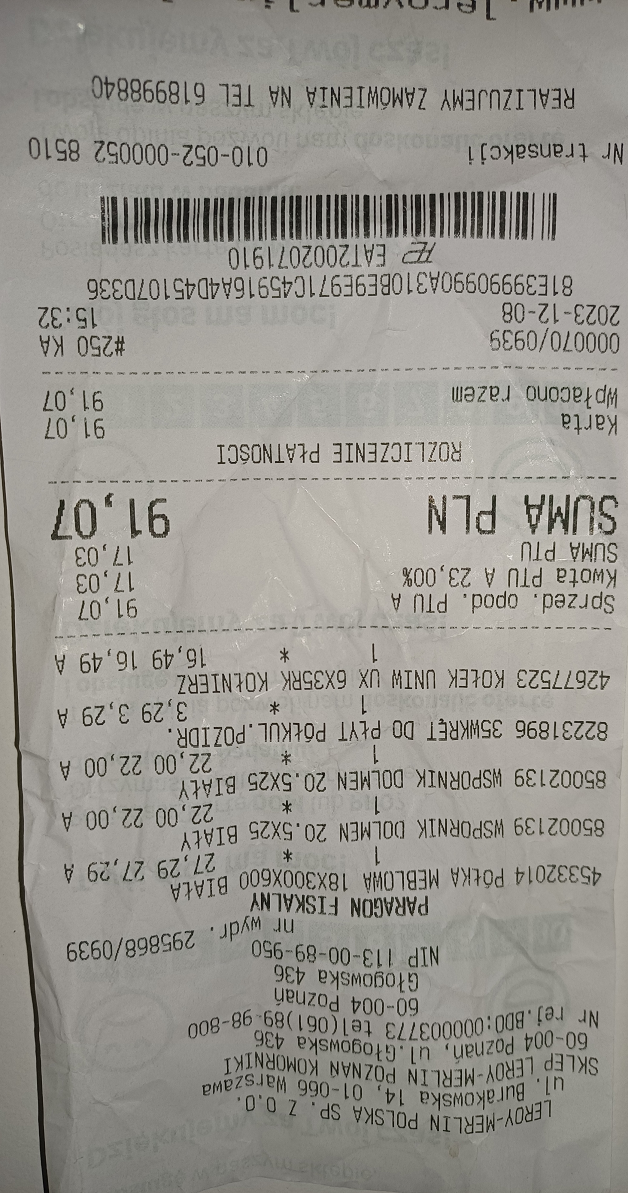 LEROY-MERLIN POLSKA SP. Z O.O.
ul. Burakowska 14, 01-066 Warszawa
SKLEP LEROY-MERLIN POZNAŃ KOMORNIKI
60-004 Poznań, ul.Głogowska 436
Nr rej.BDO:000003773 tel(061)89-98-800
60-004 Poznań
Głogowska 436
NIP 113-00-89-950
nr wydr. 295868/0939
PARAGON FISKALNY
45332014 PÓŁKA MEBLOWA 18X300X600 BIAŁA
1 * 27,29 27,29 A
85002139 WSPORNIK DOLMEN 20.5X25 BIAŁY
1 * 22,00 22,00 A
85002139 WSPORNIK DOLMEN 20.5X25 BIAŁY
1 * 22,00 22,00 A
82231896 35WKRĘT DO PŁYT PÓŁKUL.POZIDR.
1 * 3,29 3,29 A
42677523 KOŁEK UNIW UX 6X35RK KOŁNIERZ
1 * 16,49 16,49 A
Sprzed. opod. PTU A 91,07
Kwota PTU A 23,00% 17,03
SUMA PTU 17,03
SUMA PLN 91,07
ROZLICZENIE PŁATNOŚCI
Karta 91,07
Wpłacono razem 91,07
000070/0939 #250 KA
2023-12-08 15:32
81E3999099OA310BE9E971C45916A4D45107D336
EAT2002071910
Nr transakcji 010-052-000052 8510
REALIZUJEMY ZAMÓWIENIA NA TEL 618998840